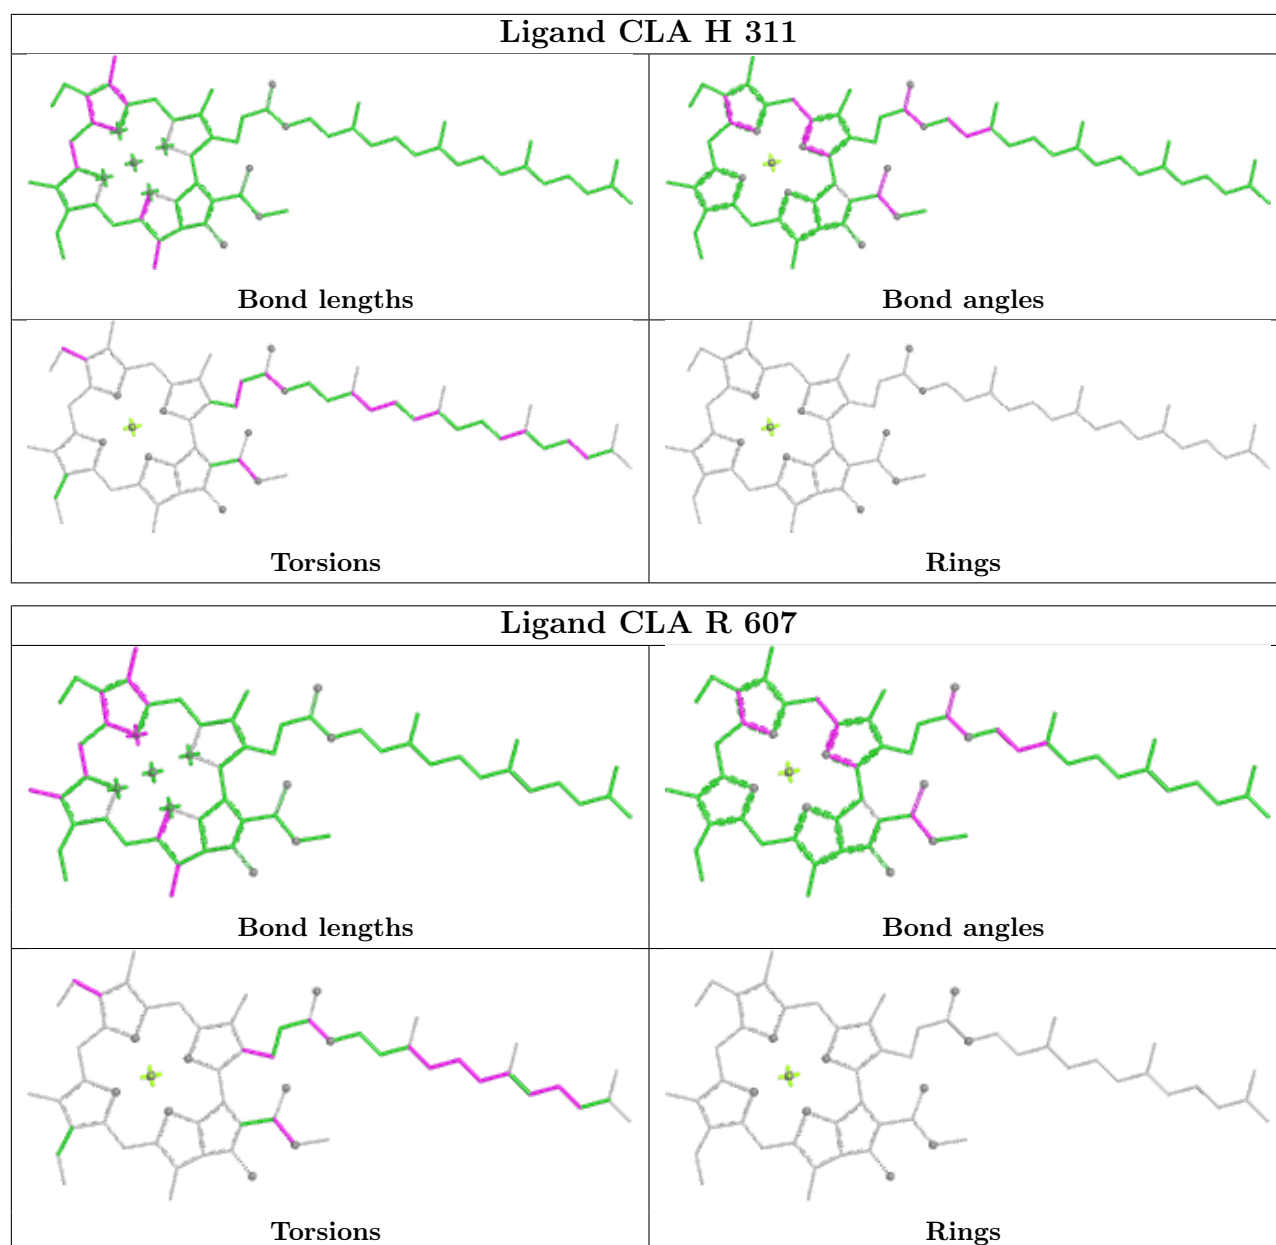 Ligand CLA H 311
Bond lengths
Bond angles
Torsions
Rings
Ligand CLA R 607
Bond lengths
Bond angles
Torsions
Rings